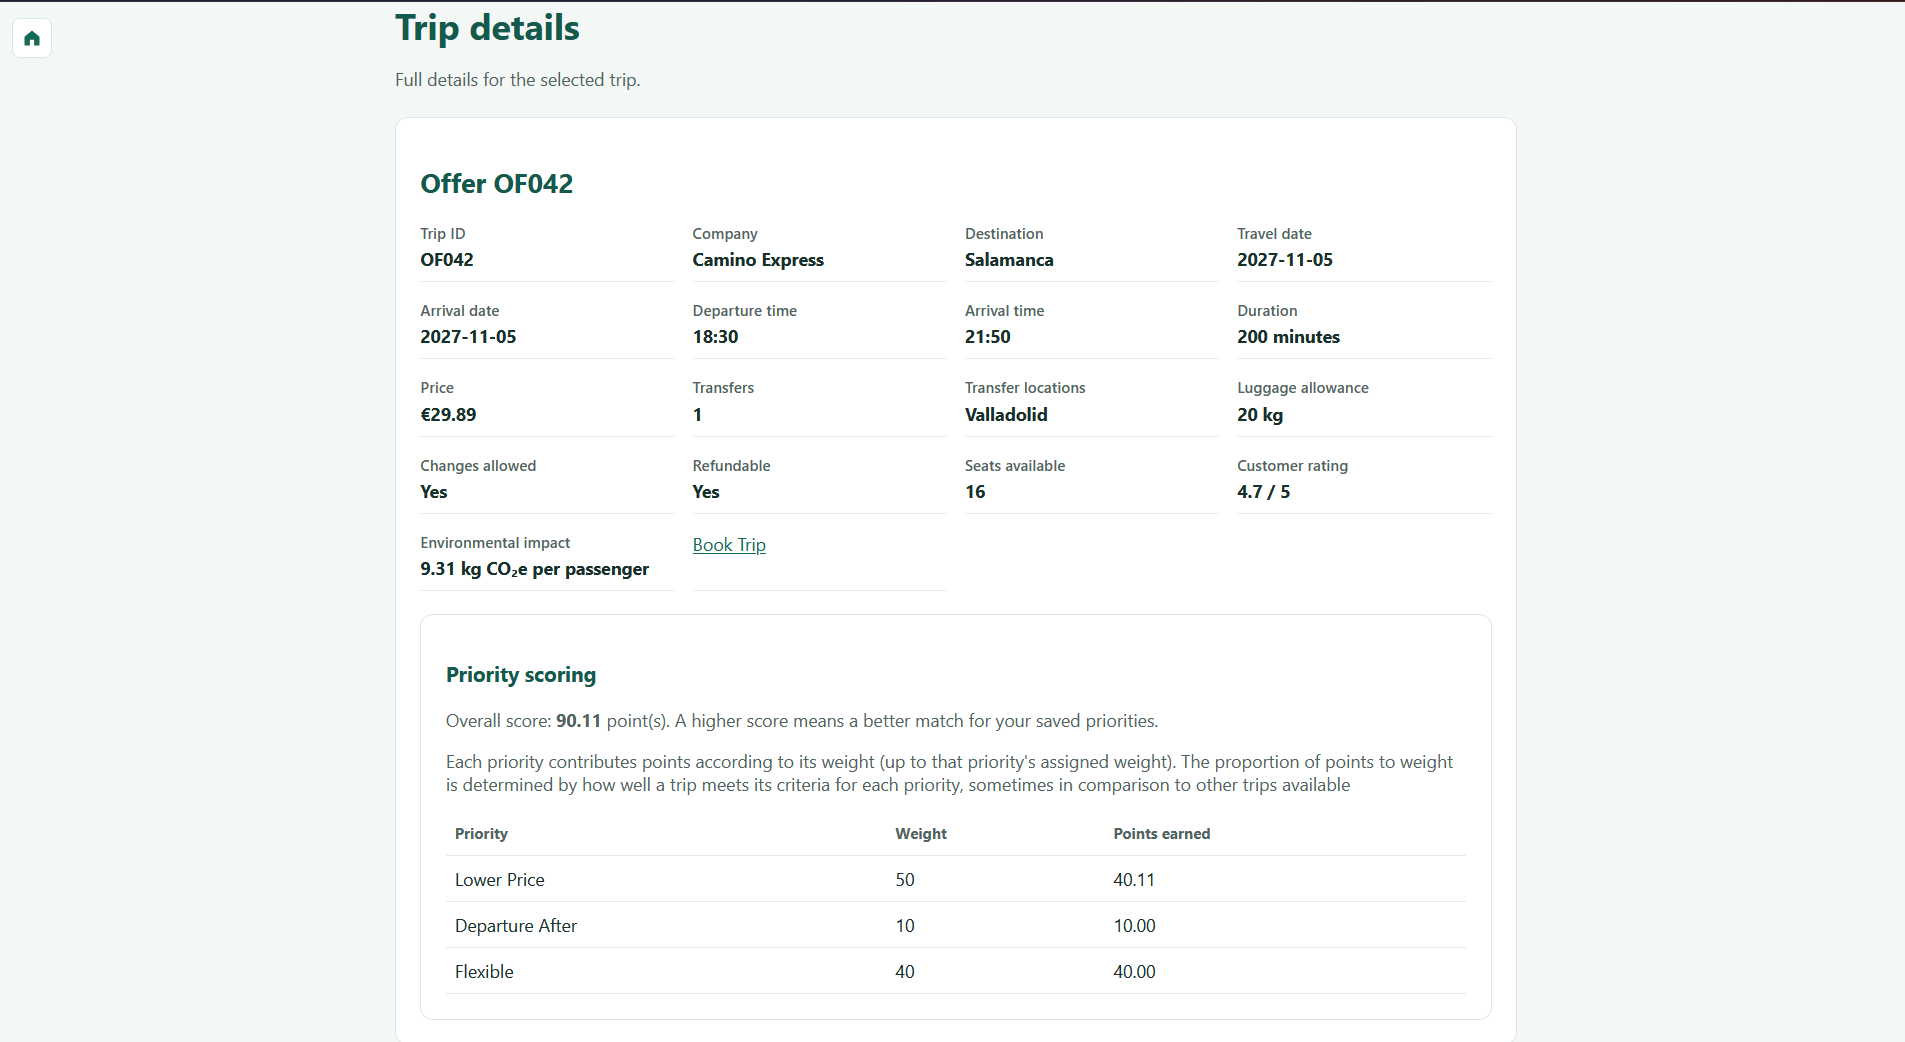 Trip details
Full details for the selected trip.
Offer OF042
Trip ID
OF042
Company
Camino Express
Destination
Salamanca
Travel date
2027-11-05
Arrival date
2027-11-05
Departure time
18:30
Arrival time
21:50
Duration
200 minutes
Price
€29.89
Transfers
1
Transfer locations
Valladolid
Luggage allowance
20 kg
Changes allowed
Yes
Refundable
Yes
Seats available
16
Customer rating
4.7 / 5
Environmental impact
9.31 kg CO₂e per passenger
Book Trip
Priority scoring
Overall score: 90.11 point(s). A higher score means a better match for your saved priorities.
Each priority contributes points according to its weight (up to that priority's assigned weight). The proportion of points to weight
is determined by how well a trip meets its criteria for each priority, sometimes in comparison to other trips available
Priority Weight Points earned
Lower Price 50 40.11
Departure After 10 10.00
Flexible 40 40.00